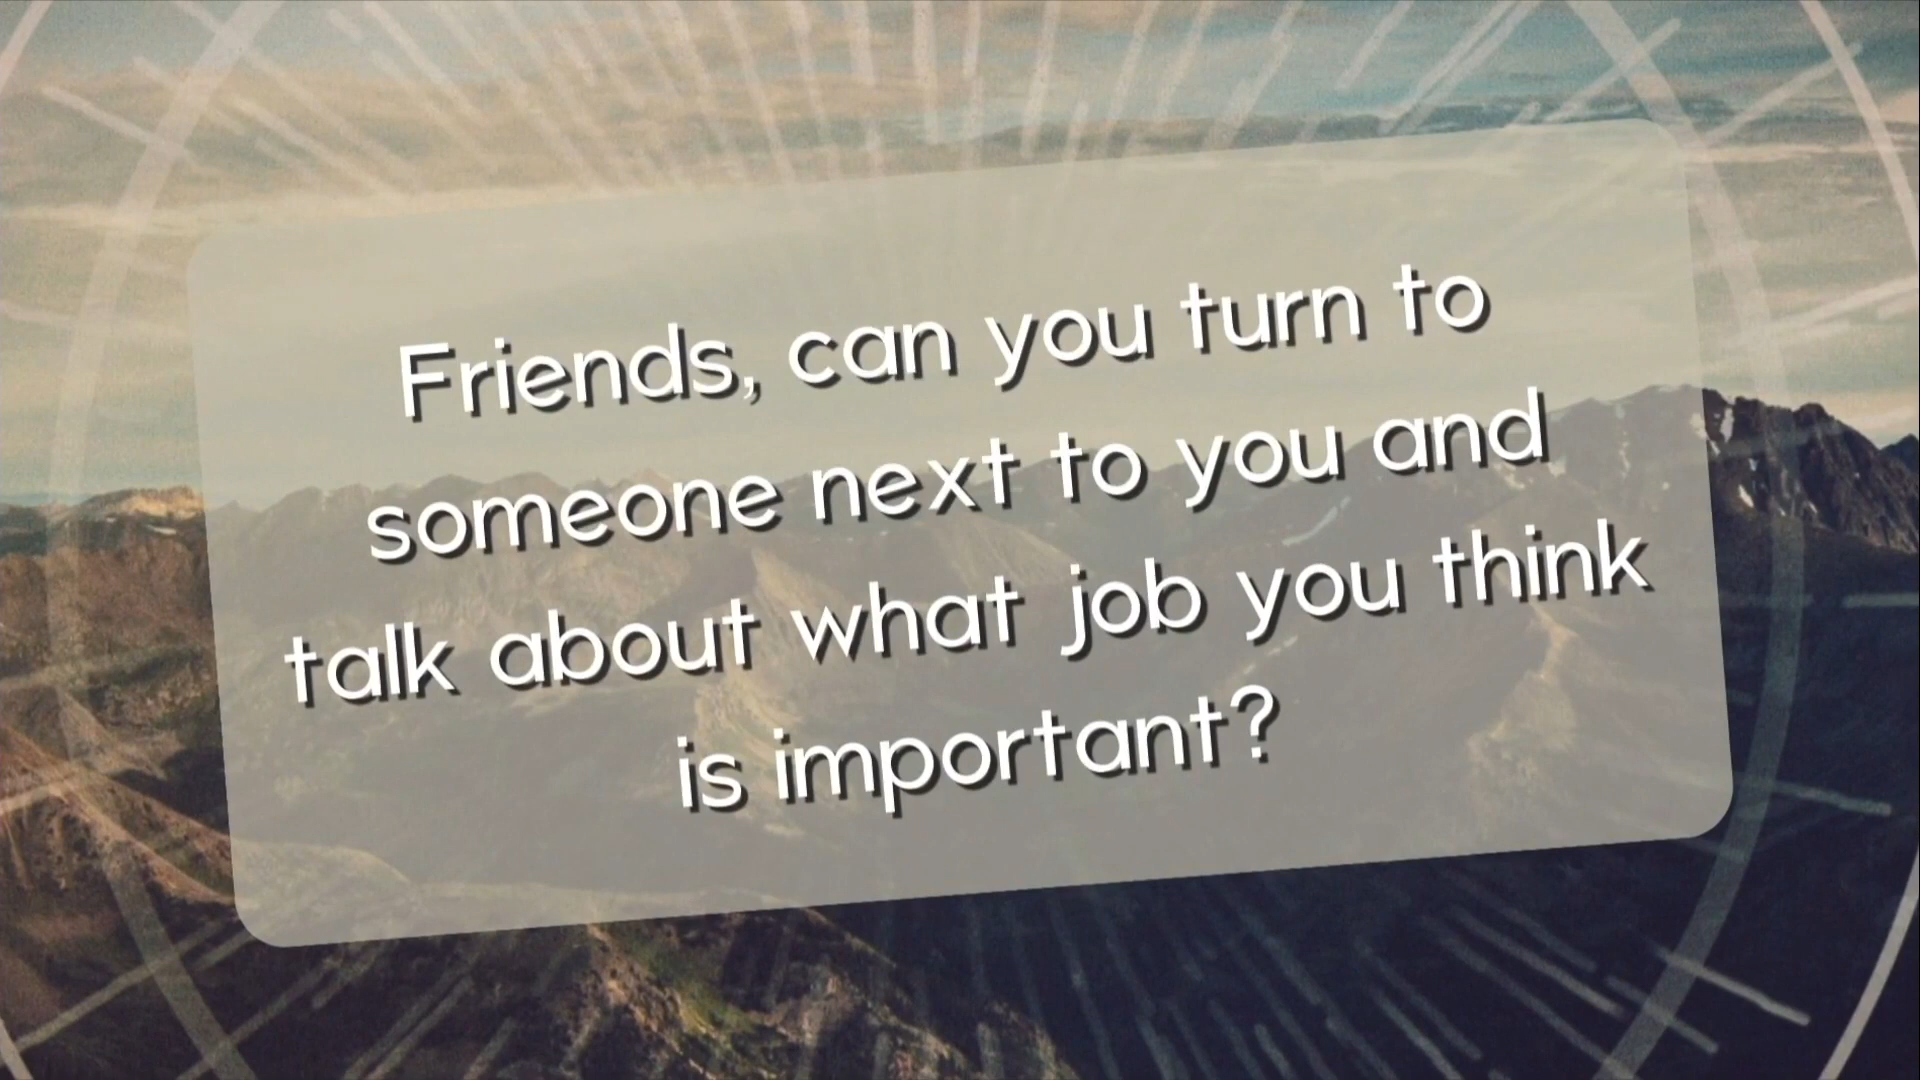 Friends, can you turn to
someone next to you and
talk about what job you think
is important?